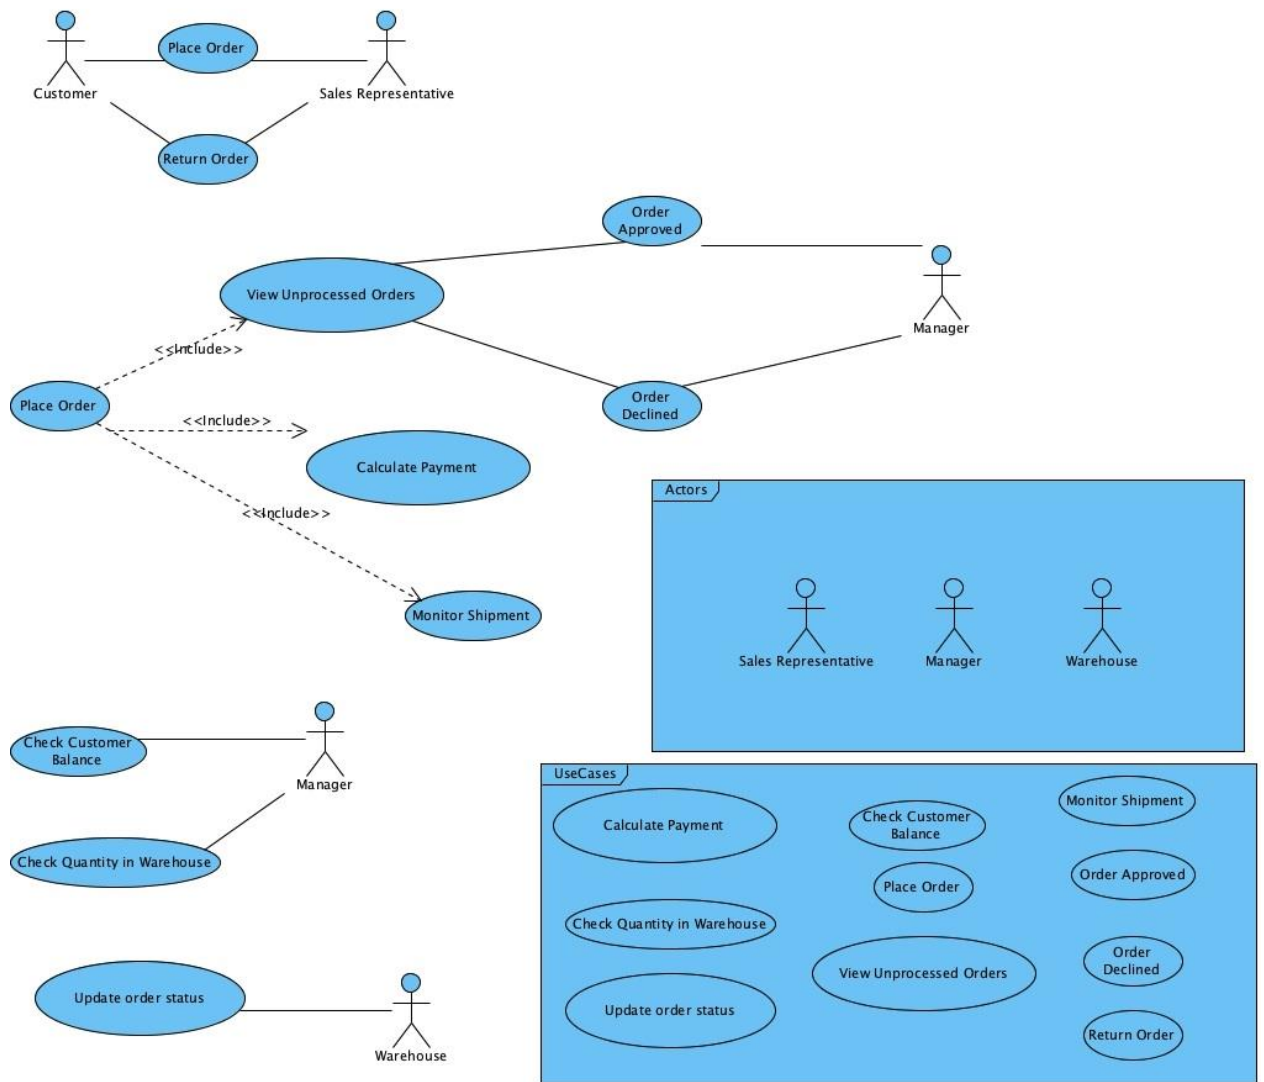 Place Order
Customer
Sales Representative
Return Order
Order
Approved
View Unprocessed Orders
Manager
<<Include>>
Place Order
Order
Declined
<<Include>>
Calculate Payment
<<Include>>
Monitor Shipment
Actors
Sales Representative
Manager
Warehouse
Check Customer
Balance
Manager
Check Quantity in Warehouse
Update order status
Warehouse
UseCases
Calculate Payment
Check Customer
Balance
Monitor Shipment
Place Order
Order Approved
Check Quantity in Warehouse
View Unprocessed Orders
Order
Declined
Update order status
Return Order